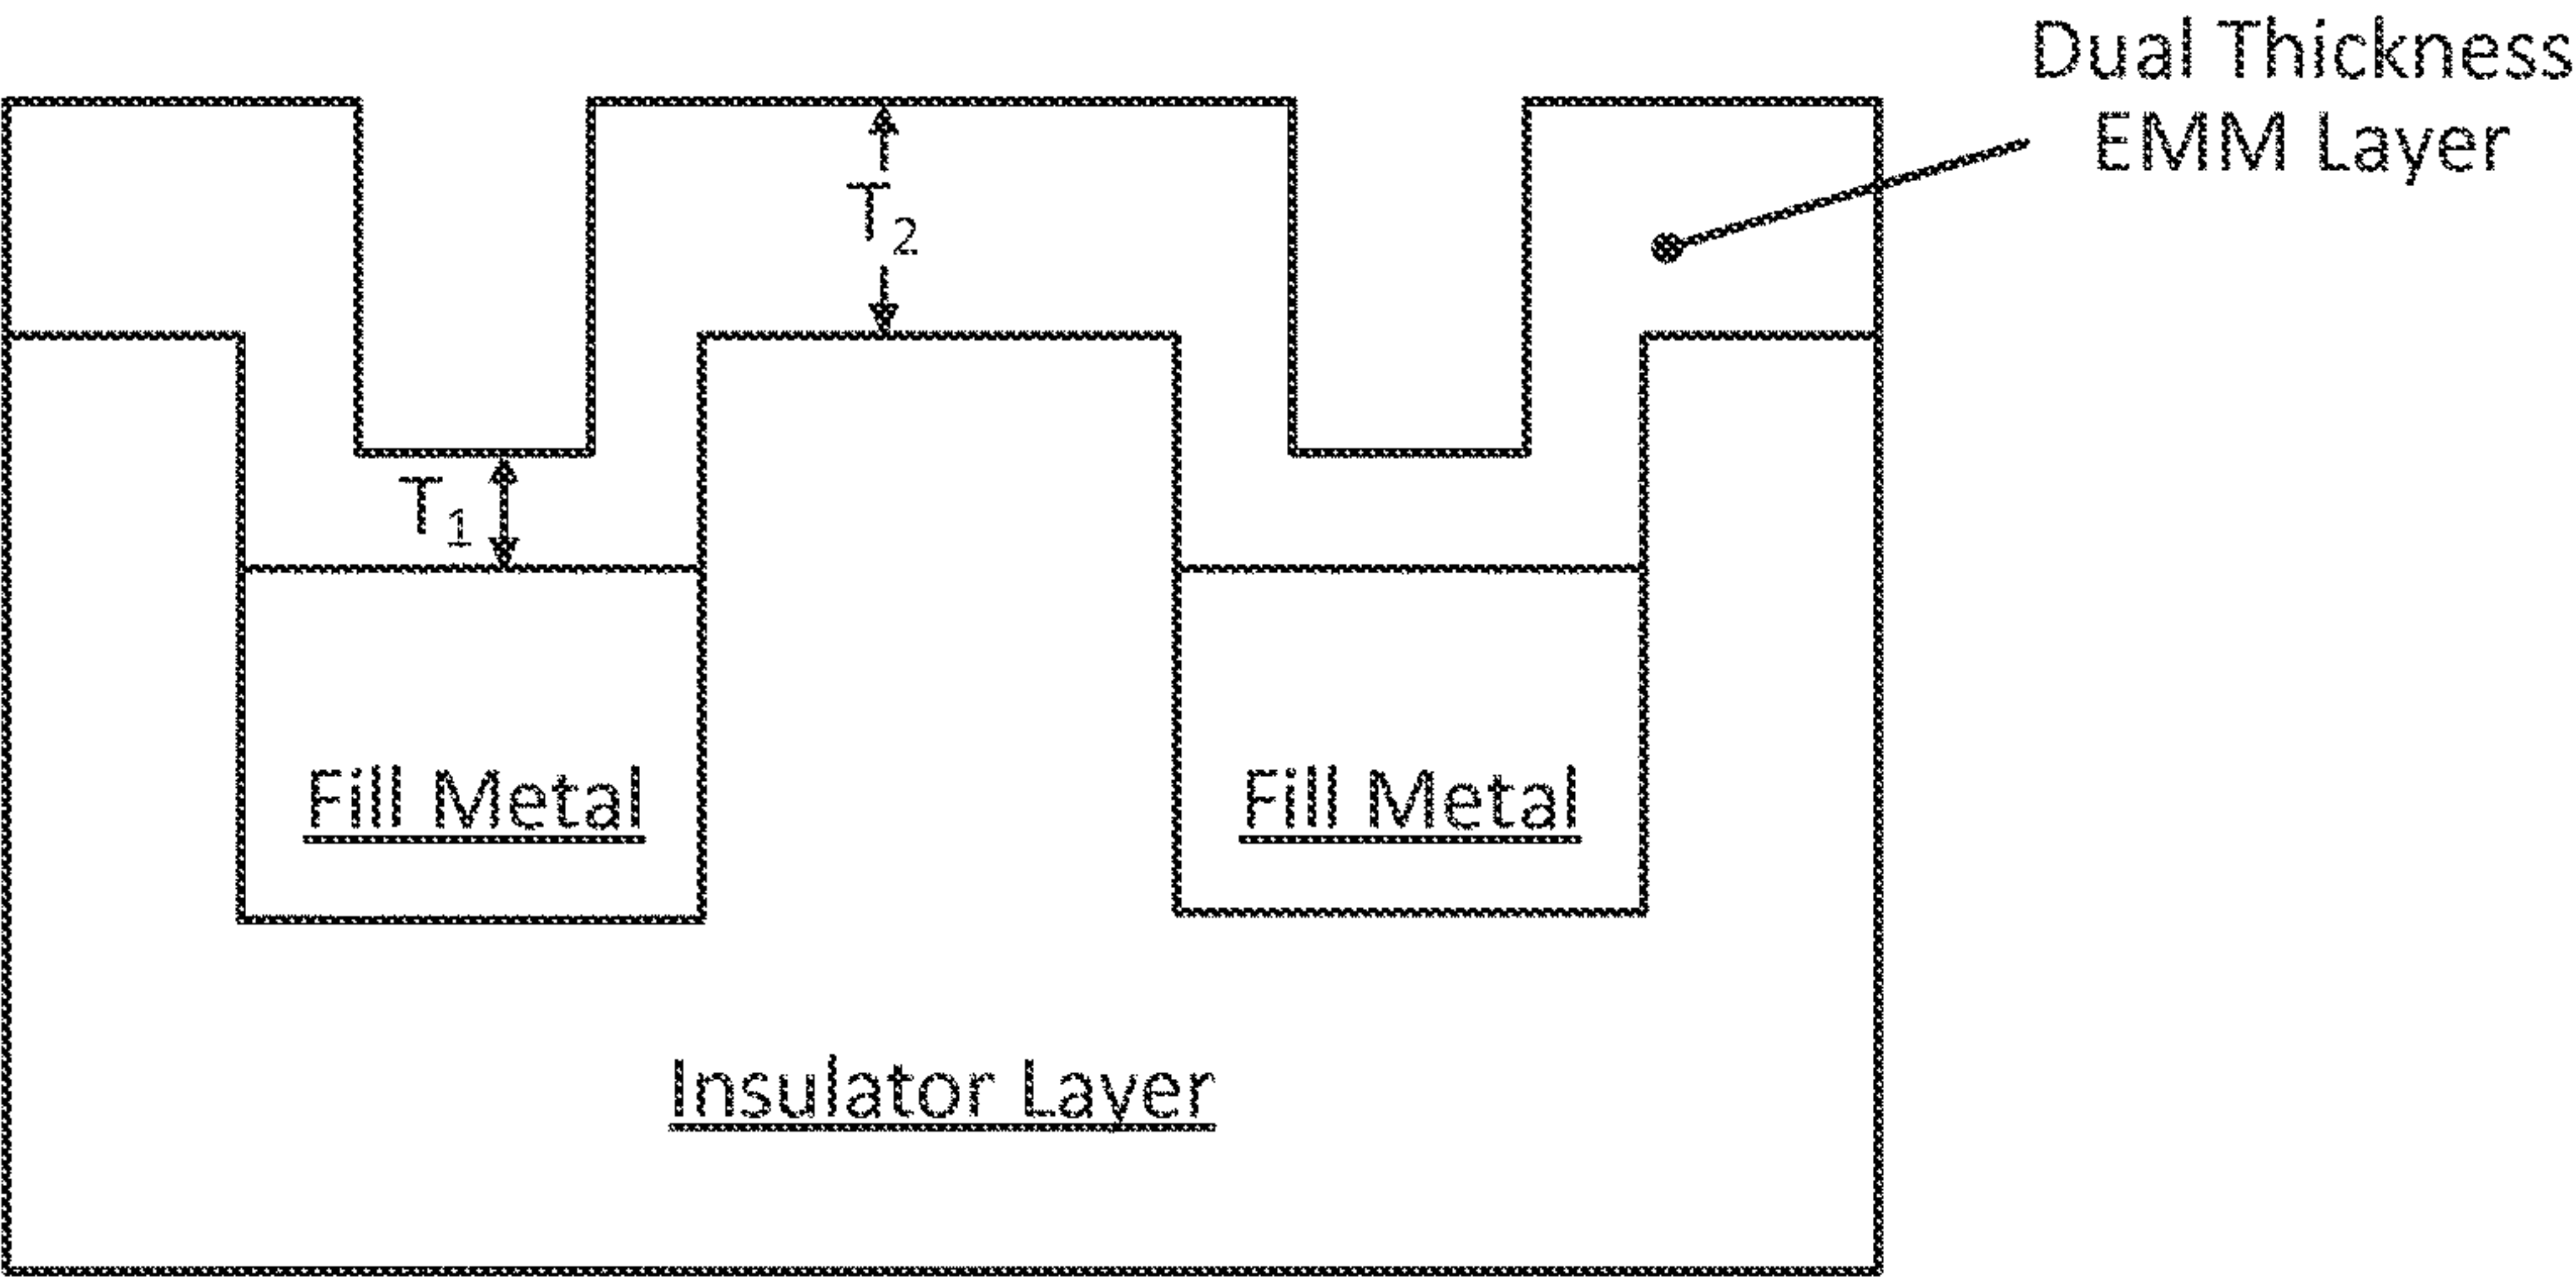 Dual Thickness
EMM Layer
T2
T1
Fill Metal
Fill Metal
Insulator Layer